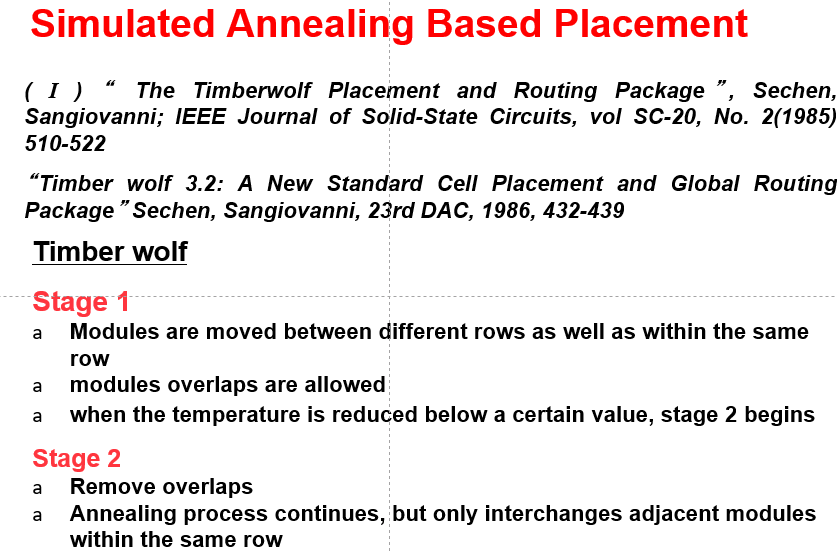 Simulated Annealing Based Placement
( I ) “ The Timberwolf Placement and Routing Package”, Sechen,
Sangiovanni; IEEE Journal of Solid-State Circuits, vol SC-20, No. 2(1985)
510-522
“Timber wolf 3.2: A New Standard Cell Placement and Global Routing
Package” Sechen, Sangiovanni, 23rd DAC, 1986, 432-439
Timber wolf
Stage 1
a Modules are moved between different rows as well as within the same
row
a modules overlaps are allowed
a when the temperature is reduced below a certain value, stage 2 begins
Stage 2
a Remove overlaps
a Annealing process continues, but only interchanges adjacent modules
within the same row